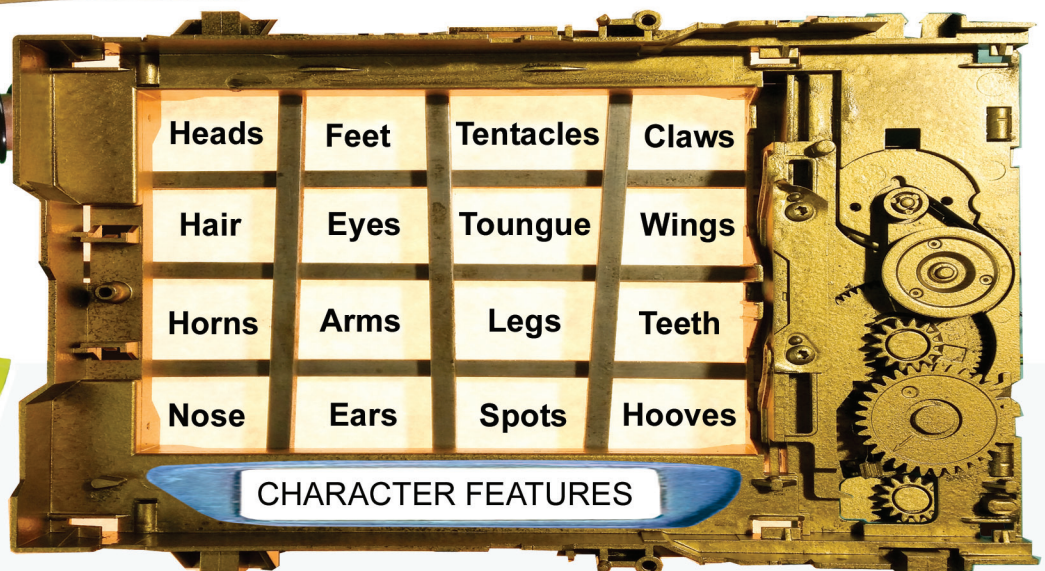 Heads Feet Tentacles Claws
Hair Eyes Toungue Wings
Horns Arms Legs Teeth
Nose Ears Spots Hooves
CHARACTER FEATURES